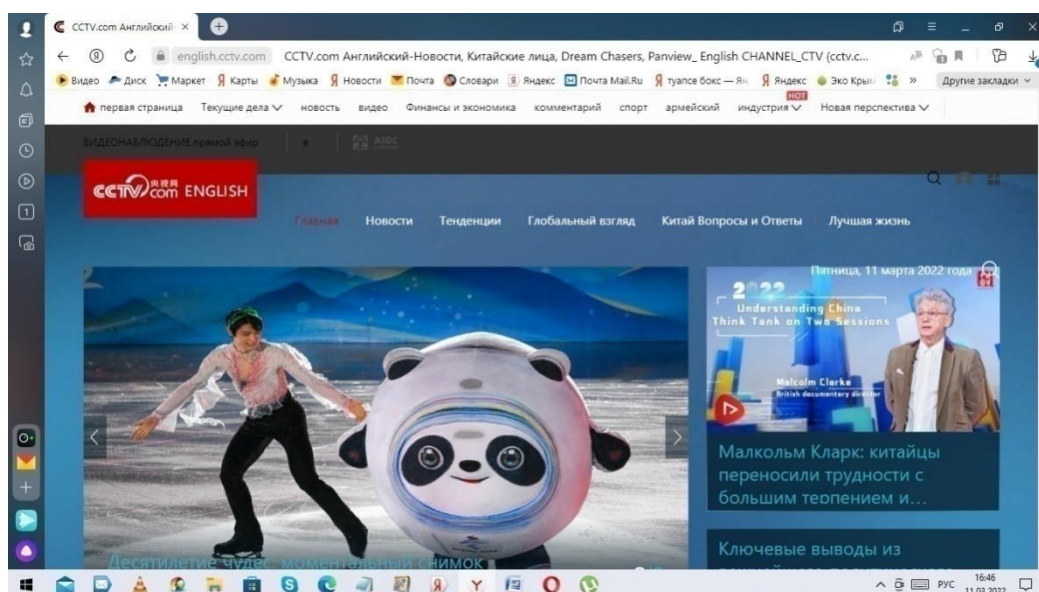 CCTV.com Английский-
english.cctv.com CCTV.com Английский-Новости, Китайские лица, Dream Chasers, Panview_ English CHANNEL_CTV (cctv.c...
Видео Диск Маркет Карты Музыка Новости Почта Словари Яндекс Почта Mail.Ru туапсе бокс — Ян Яндекс Эко Крым » Другие закладки
HOT
первая страница Текущие дела новость видео Финансы и экономика комментарий спорт армейский индустрия Новая перспектива
ВИДЕОНАБЛЮДЕНИЕ.прямой эфир в AIGC
CCTV.com 央视网 ENGLISH
Главная Новости Тенденции Глобальный взгляд Китай Вопросы и Ответы Лучшая жизнь
Пятница, 11 марта 2022 года
2022
Understanding China
Think Tank on Two Sessions
Malcolm Clarke
British documentary director
Малкольм Кларк: китайцы
переносили трудности с
большим терпением и...
Десятилетие чудес: моментальный снимок
Ключевые выводы из
РУС 16:46
11.03.2022